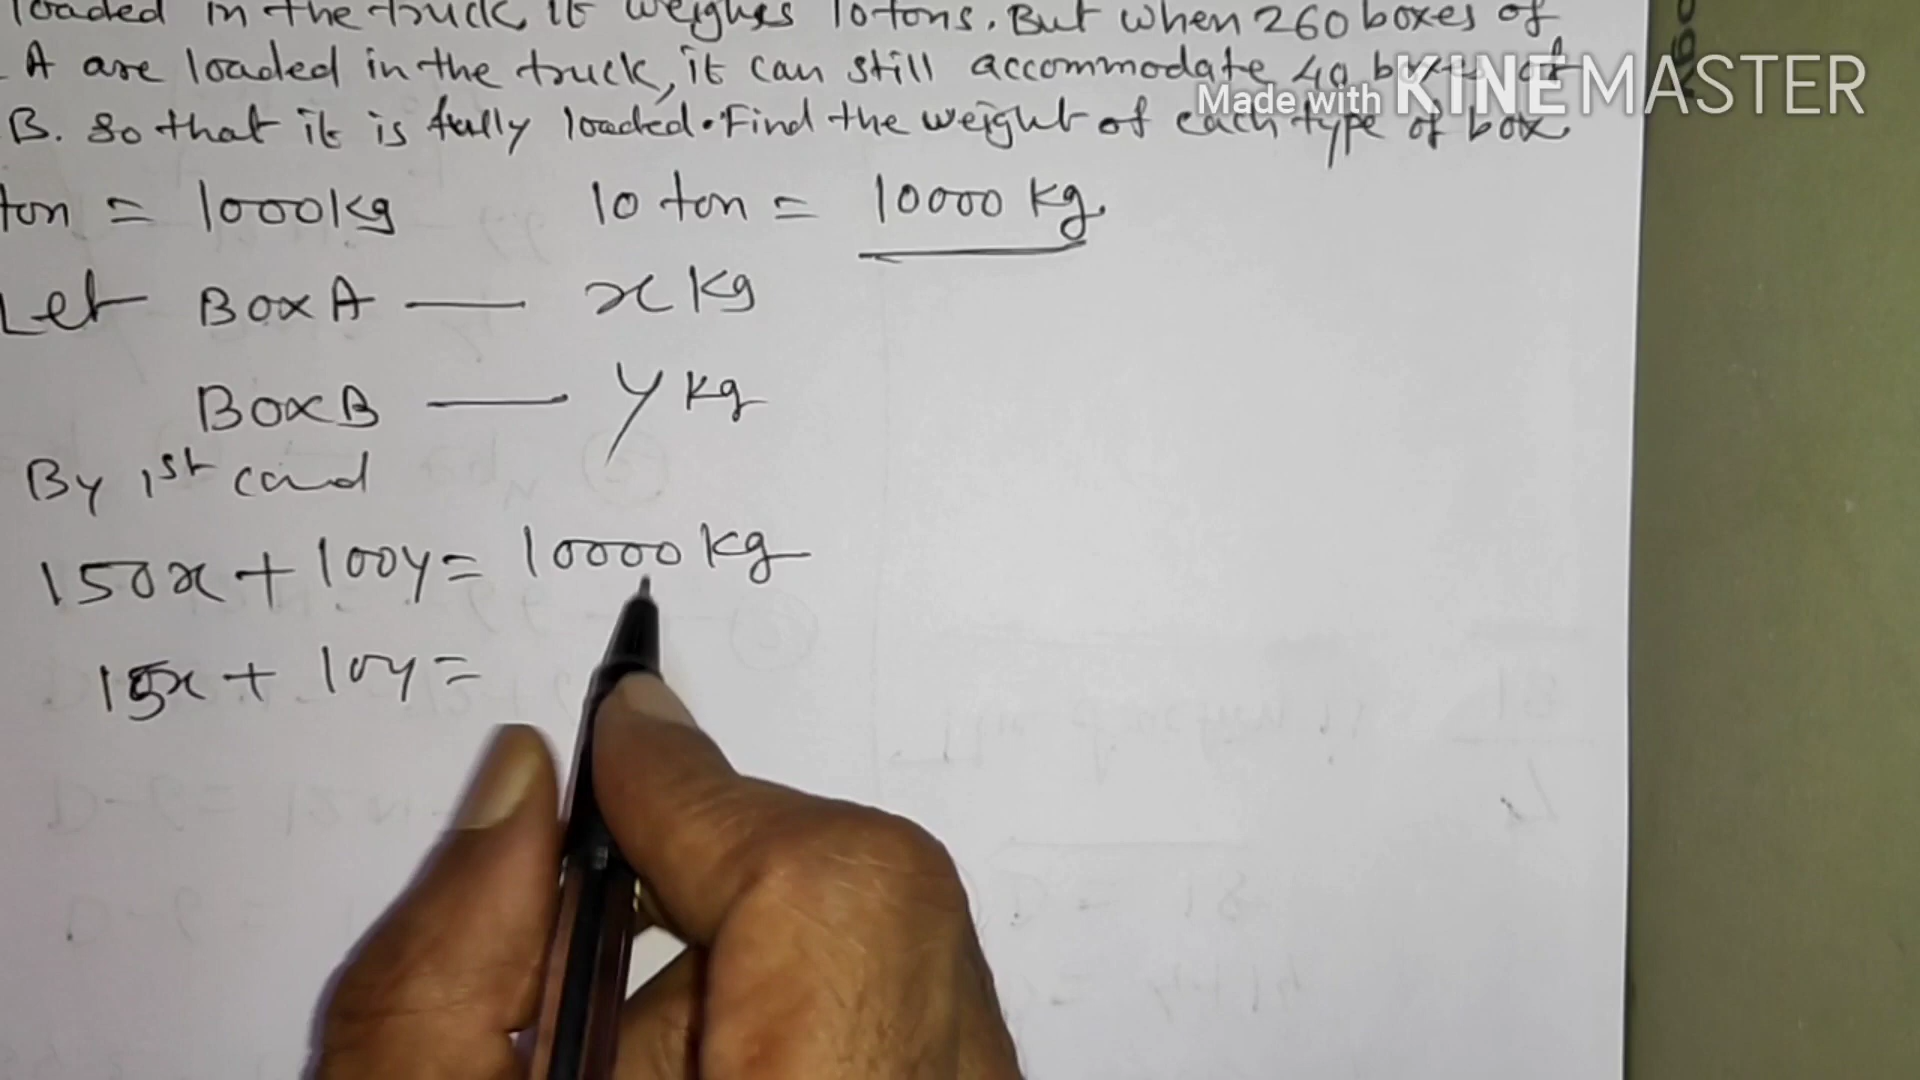 loaded in the truck it weighs 10 tons. But when 260 boxes of
A are loaded in the truck, it can still accommodate 40 boxes of
B. so that it is fully loaded. Find the weight of each type of box.
Made with KINEMASTER
ton = 1000kg 10 ton = 10000 kg.
Let Box A — x kg
Box B — y kg
By 1st cond
150x + 100y = 10000 kg
15x + 10y =